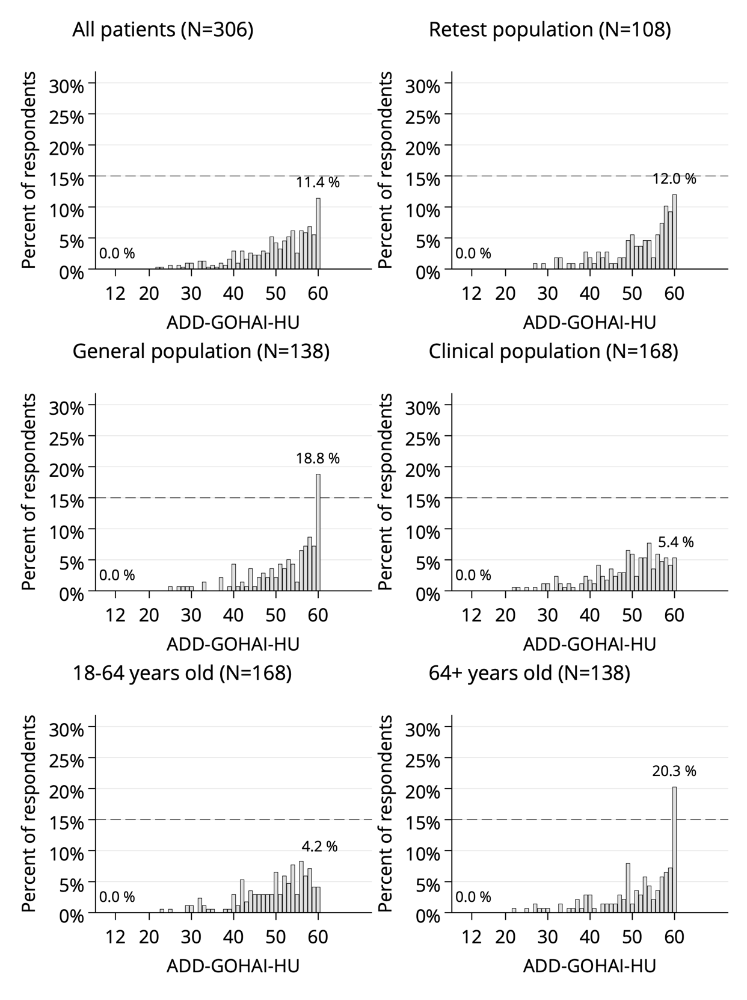 All patients (N=306)
Percent of respondents
30%
25%
20%
15%
10%
5%
0%
11.4 %
0.0 %
12 20 30 40 50 60
ADD-GOHAI-HU
Retest population (N=108)
Percent of respondents
30%
25%
20%
15%
10%
5%
0%
12.0 %
0.0 %
12 20 30 40 50 60
ADD-GOHAI-HU
General population (N=138)
Percent of respondents
30%
25%
20%
15%
10%
5%
0%
18.8 %
0.0 %
12 20 30 40 50 60
ADD-GOHAI-HU
Clinical population (N=168)
Percent of respondents
30%
25%
20%
15%
10%
5%
0%
5.4 %
0.0 %
12 20 30 40 50 60
ADD-GOHAI-HU
18-64 years old (N=168)
Percent of respondents
30%
25%
20%
15%
10%
5%
0%
4.2 %
0.0 %
12 20 30 40 50 60
ADD-GOHAI-HU
64+ years old (N=138)
Percent of respondents
30%
25%
20%
15%
10%
5%
0%
20.3 %
0.0 %
12 20 30 40 50 60
ADD-GOHAI-HU